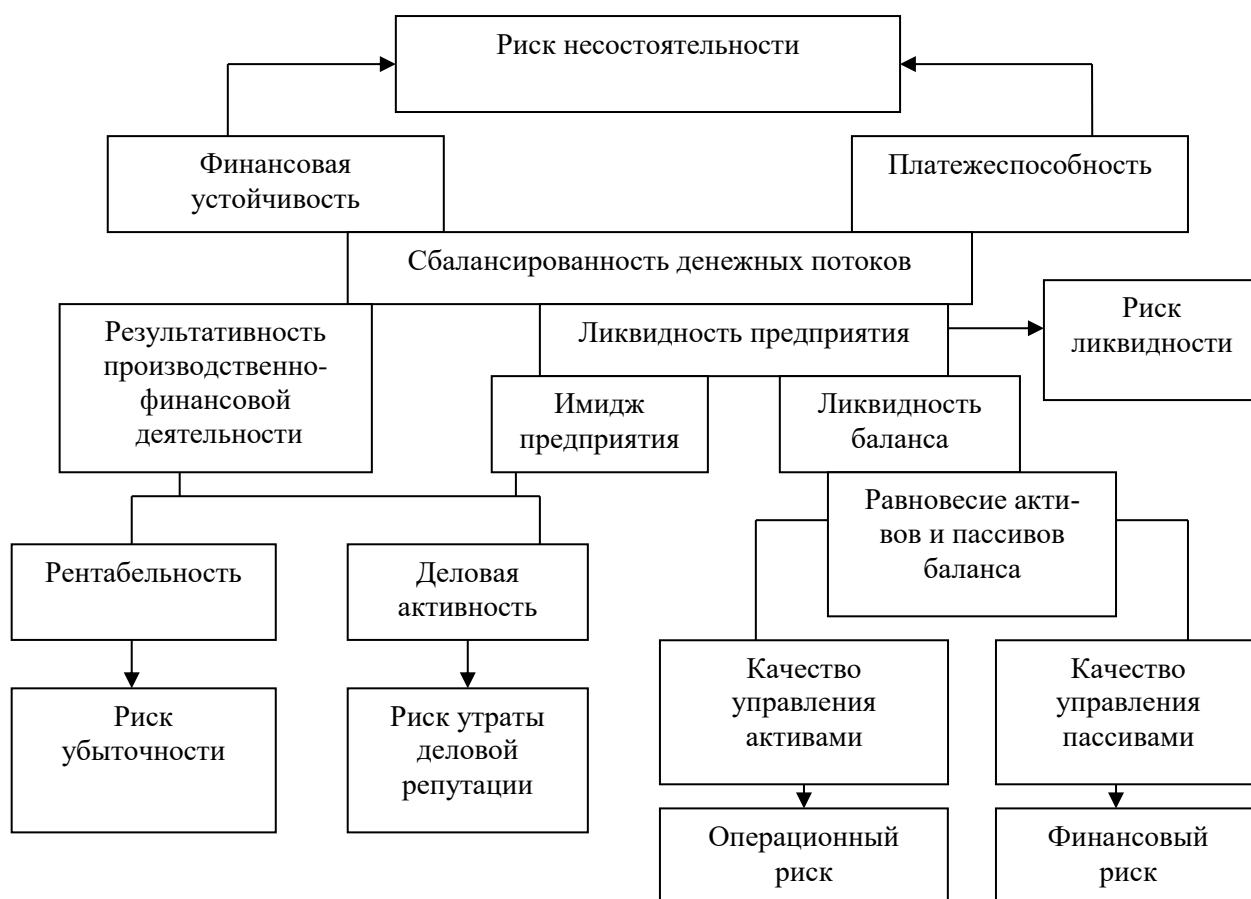 Риск несостоятельности
Финансовая
устойчивость
Платежеспособность
Сбалансированность денежных потоков
Результативность
производственно-
финансовой
деятельности
Ликвидность предприятия
Риск
ликвидности
Имидж
предприятия
Ликвидность
баланса
Равновесие акти-
вов и пассивов
баланса
Рентабельность
Деловая
активность
Качество
управления
активами
Качество
управления
пассивами
Риск
убыточности
Риск утраты
деловой
репутации
Операционный
риск
Финансовый
риск